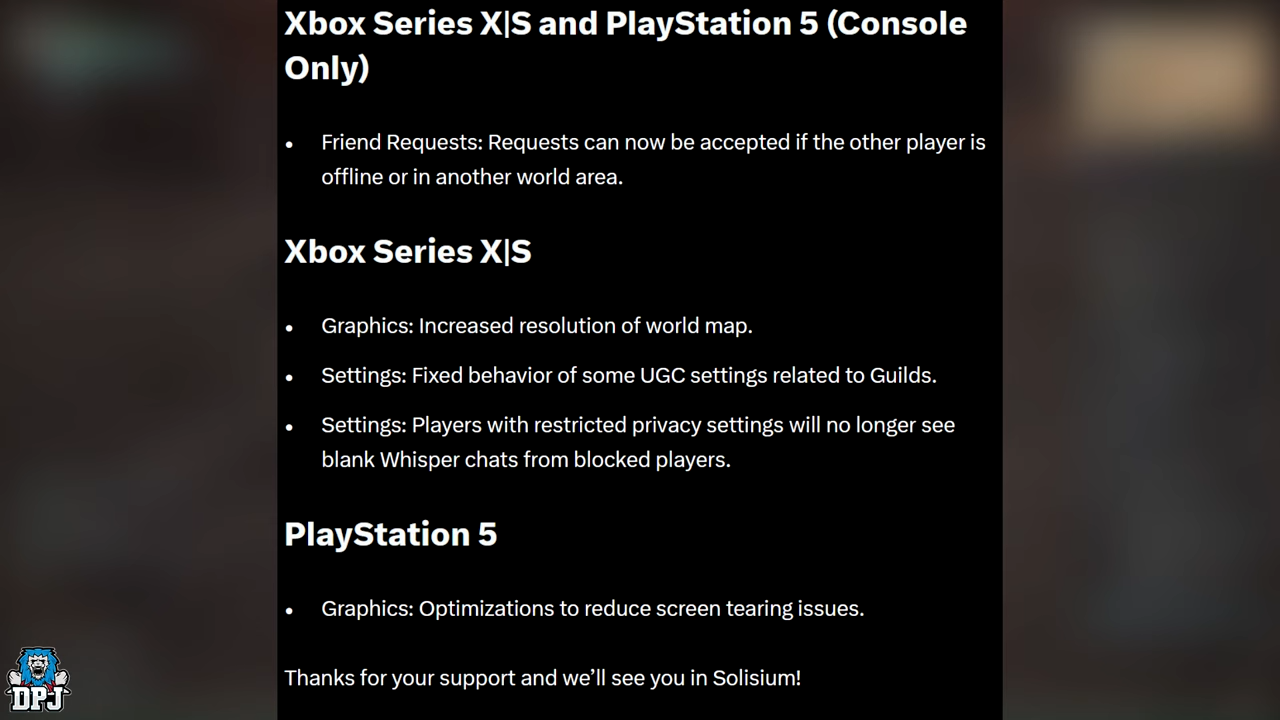 Xbox Series X|S and PlayStation 5 (Console
Only)
• Friend Requests: Requests can now be accepted if the other player is
offline or in another world area.
Xbox Series X|S
• Graphics: Increased resolution of world map.
• Settings: Fixed behavior of some UGC settings related to Guilds.
• Settings: Players with restricted privacy settings will no longer see
blank Whisper chats from blocked players.
PlayStation 5
• Graphics: Optimizations to reduce screen tearing issues.
Thanks for your support and we’ll see you in Solisium!
DPJ